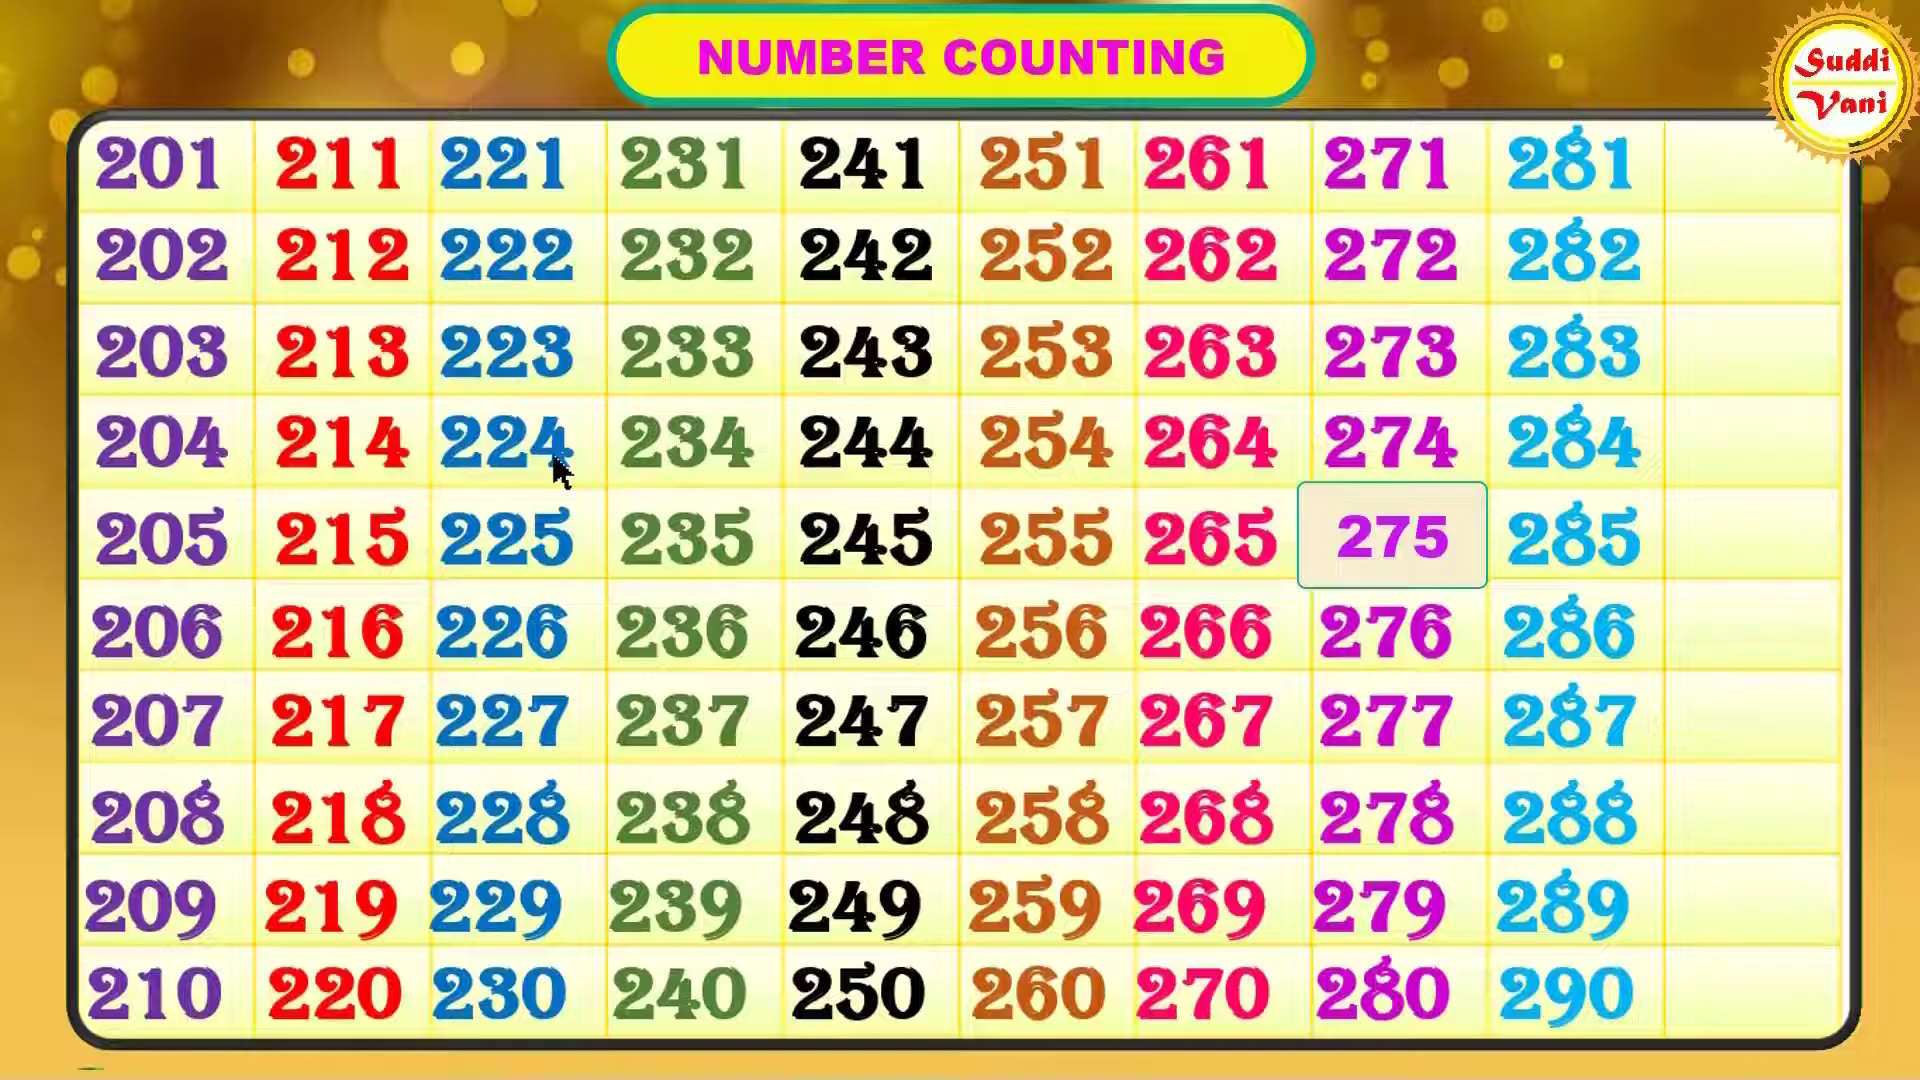 NUMBER COUNTING
Suddi
Vani
201 211 221 231 241 251 261 271 281
202 212 222 232 242 252 262 272 282
203 213 223 233 243 253 263 273 283
204 214 224 234 244 254 264 274 284
205 215 225 235 245 255 265 275 285
206 216 226 236 246 256 266 276 286
207 217 227 237 247 257 267 277 287
208 218 228 238 248 258 268 278 288
209 219 229 239 249 259 269 279 289
210 220 230 240 250 260 270 280 290